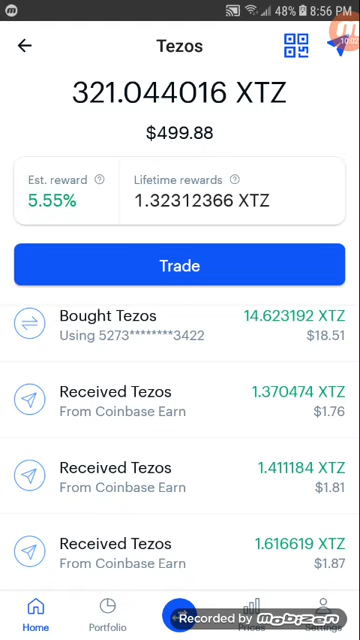 48% 8:56 PM
Tezos
321.044016 XTZ
$499.88
Est. reward
Lifetime rewards
5.55%
1.32312366 XTZ
Trade
Bought Tezos 14.623192 XTZ
Using 5273********3422 $18.51
Received Tezos 1.370474 XTZ
From Coinbase Earn $1.76
Received Tezos 1.411184 XTZ
From Coinbase Earn $1.81
Received Tezos 1.616619 XTZ
From Coinbase Earn $1.87
Home Portfolio Prices Settings
Recorded by mobizen